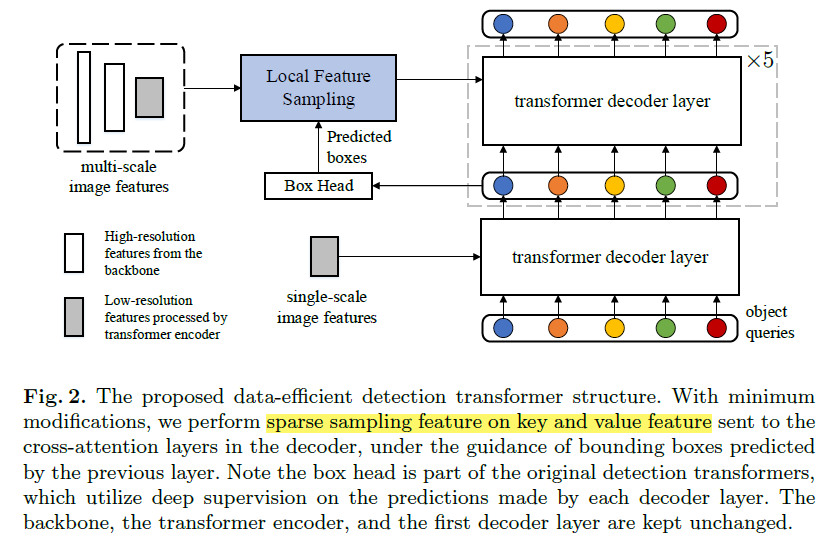 ×5
Local Feature
Sampling
transformer decoder layer
Predicted
boxes
multi-scale
image features
Box Head
High-resolution
features from the
backbone
transformer decoder layer
single-scale
image features
Low-resolution
features processed by
transformer encoder
object
queries
Fig. 2. The proposed data-efficient detection transformer structure. With minimum
modifications, we perform sparse sampling feature on key and value feature sent to the
cross-attention layers in the decoder, under the guidance of bounding boxes predicted
by the previous layer. Note the box head is part of the original detection transformers,
which utilize deep supervision on the predictions made by each decoder layer. The
backbone, the transformer encoder, and the first decoder layer are kept unchanged.